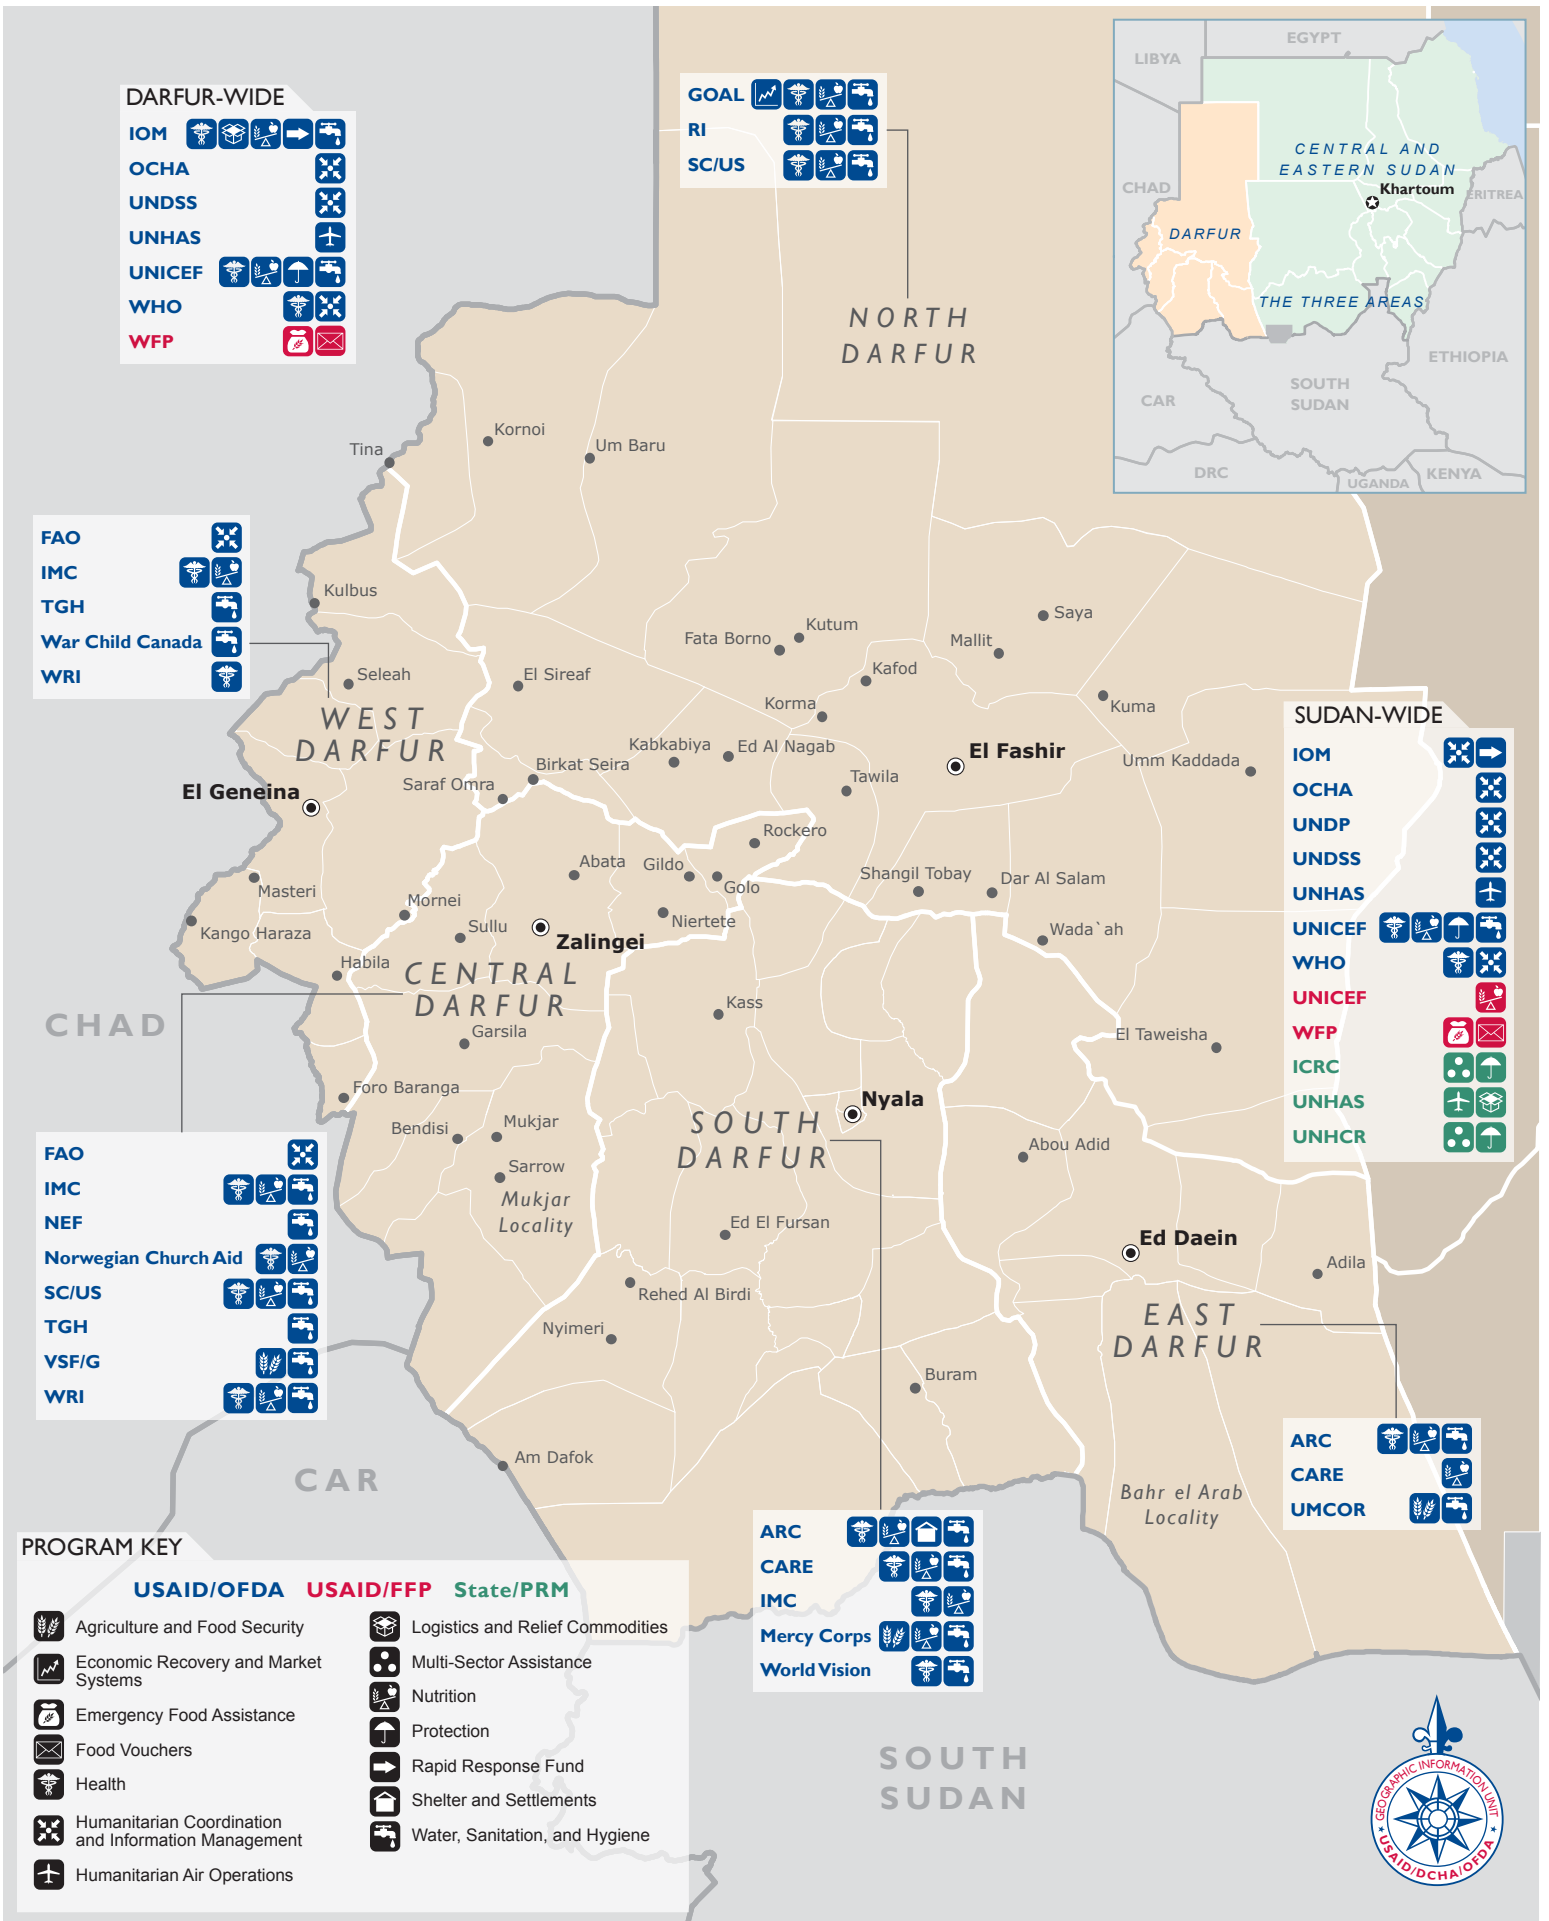 DARFUR-WIDE
IOM
OCHA
UNDSS
UNHAS
UNICEF
WHO
WFP
GOAL
RI
SC/US
LIBYA
EGYPT
CHAD
CENTRAL AND
EASTERN SUDAN
Khartoum
ERITREA
DARFUR
THE THREE AREAS
ETHIOPIA
SOUTH
SUDAN
CAR
DRC
UGANDA
KENYA
NORTH
DARFUR
Tina
Kornoi
Um Baru
FAO
IMC
TGH
War Child Canada
WRI
Kulbus
Seleah
El Sireaf
Fata Borno
Kutum
Saya
Mallit
Kafod
Korma
Kuma
WEST
DARFUR
Kabkabiya
Ed Al Nagab
El Fashir
Umm Kaddada
Birkat Seira
Saraf Omra
Tawila
El Geneina
Rockero
Abata
Gildo
Golo
Shangil Tobay
Dar Al Salam
Masteri
Mornei
Kango Haraza
Sullu
Zalingei
Niertete
Wada`ah
Habila
CENTRAL
DARFUR
Kass
Garsila
El Taweisha
CHAD
Foro Baranga
Nyala
SOUTH
DARFUR
Bendisi
Mukjar
Sarrow
Mukjar
Locality
Abou Adid
Ed El Fursan
Ed Daein
Adila
Rehed Al Birdi
Nyimeri
EAST
DARFUR
Buram
Am Dafok
Bahr el Arab
Locality
CAR
SOUTH
SUDAN
SUDAN-WIDE
IOM
OCHA
UNDP
UNDSS
UNHAS
UNICEF
WHO
UNICEF
WFP
ICRC
UNHAS
UNHCR
FAO
IMC
NEF
Norwegian Church Aid
SC/US
TGH
VSF/G
WRI
ARC
CARE
UMCOR
ARC
CARE
IMC
Mercy Corps
World Vision
PROGRAM KEY
USAID/OFDA USAID/FFP State/PRM
Agriculture and Food Security
Economic Recovery and Market
Systems
Emergency Food Assistance
Food Vouchers
Health
Humanitarian Coordination
and Information Management
Humanitarian Air Operations
Logistics and Relief Commodities
Multi-Sector Assistance
Nutrition
Protection
Rapid Response Fund
Shelter and Settlements
Water, Sanitation, and Hygiene
GEOGRAPHIC INFORMATION UNIT
USAID/DCHA/OFDA